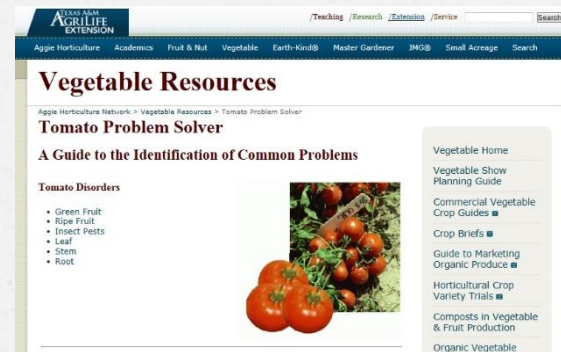 TEXAS A&M
AGRILIFE
EXTENSION
/Teaching /Research /Extension /Service
Search
Aggie Horticulture Academics Fruit & Nut Vegetable Earth-Kind® Master Gardener JMG® Small Acreage Search
Vegetable Resources
Aggie Horticulture Network > Vegetable Resources > Tomato Problem Solver
Tomato Problem Solver
A Guide to the Identification of Common Problems
Tomato Disorders
Green Fruit
Ripe Fruit
Insect Pests
Leaf
Stem
Root
Vegetable Home
Vegetable Show
Planning Guide
Commercial Vegetable
Crop Guides
Crop Briefs
Guide to Marketing
Organic Produce
Horticultural Crop
Variety Trials
Composts in Vegetable
& Fruit Production
Organic Vegetable